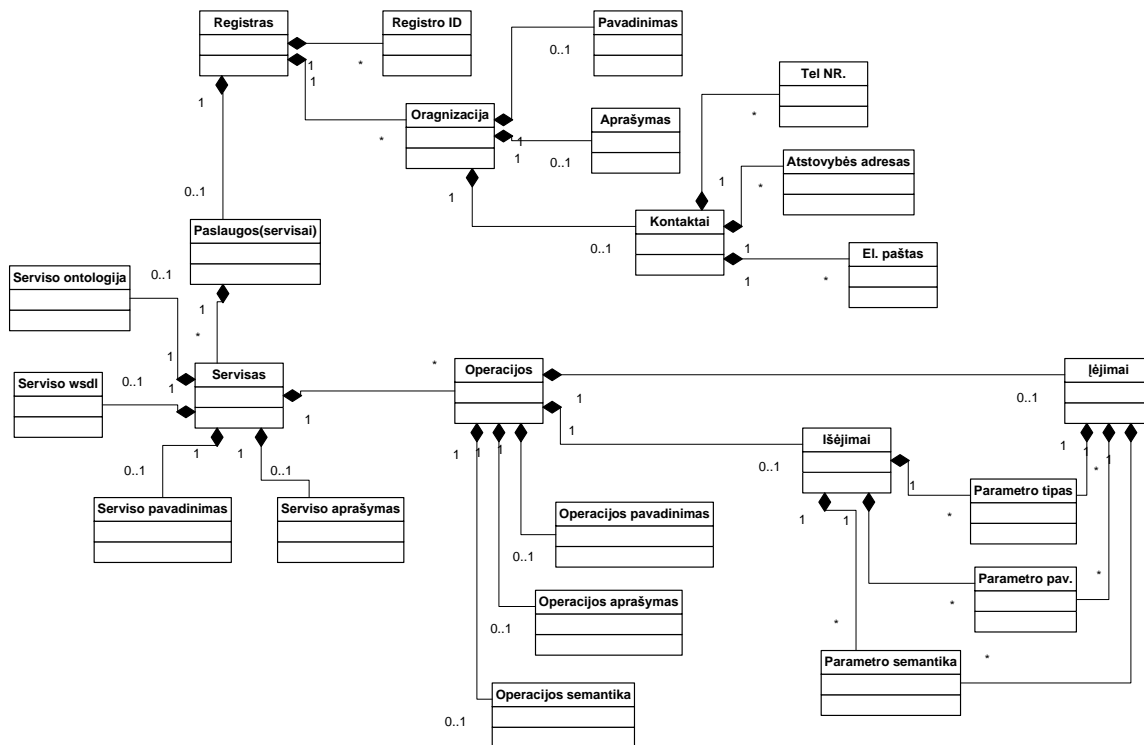 Registras
Registro ID
Pavadinimas
1
*
1
0..1
Tel NR.
Oragnizacija
Aprašymas
1
*
1
1
0..1
*
Atstovybės adresas
1
1
*
0..1
Paslaugos(servisai)
Kontaktai
0..1
1
El. paštas
1
*
Serviso ontologija
0..1
1
*
1
Servisas
*
Operacijos
Įėjimai
Serviso wsdl
0..1
1
1
1
0..1
1
Išėjimai
0..1
0..1
1
1
0..1
1
1
1
1
1
1
*
Serviso pavadinimas
Serviso aprašymas
1
Parametro tipas
1
1
*
Operacijos pavadinimas
0..1
Parametro pav.
*
*
Operacijos aprašymas
0..1
*
Parametro semantika
*
Operacijos semantika
0..1